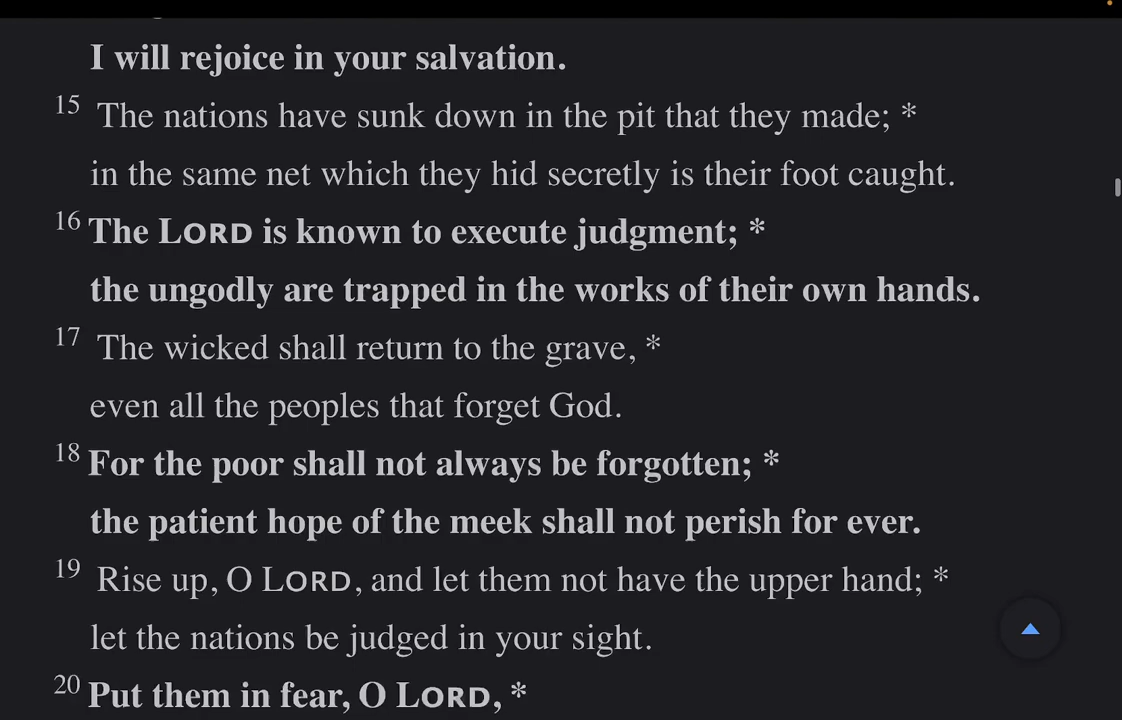 I will rejoice in your salvation.
15 The nations have sunk down in the pit that they made; *
in the same net which they hid secretly is their foot caught.
16 The LORD is known to execute judgment; *
the ungodly are trapped in the works of their own hands.
17 The wicked shall return to the grave, *
even all the peoples that forget God.
18 For the poor shall not always be forgotten; *
the patient hope of the meek shall not perish for ever.
19 Rise up, O LORD, and let them not have the upper hand; *
let the nations be judged in your sight.
20 Put them in fear, O LORD, *